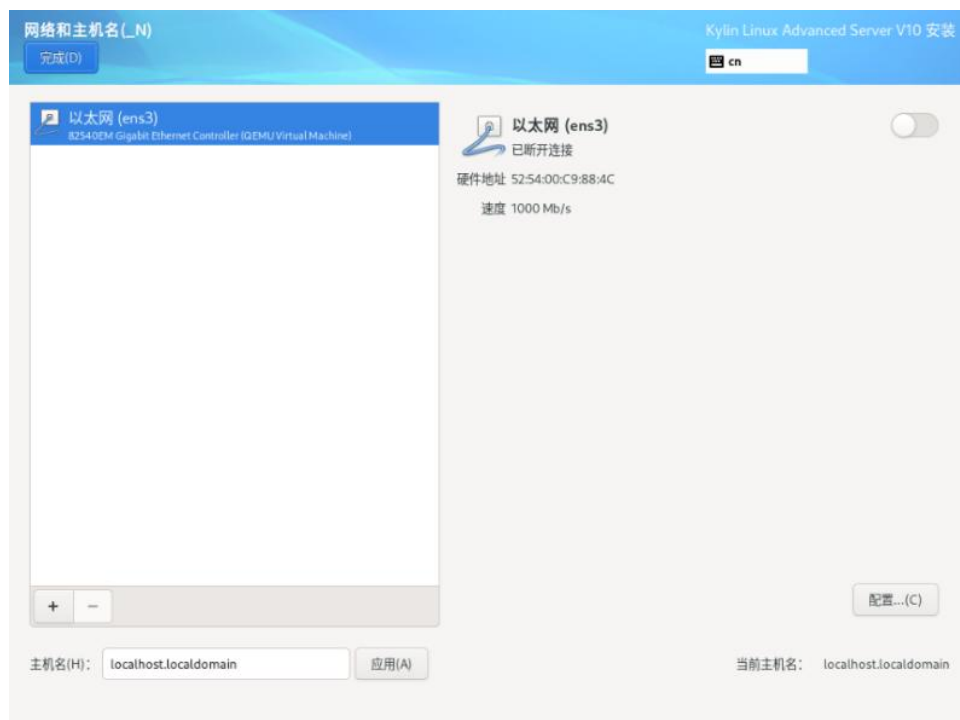 网络和主机名(_N)
完成(D)
Kylin Linux Advanced Server V10 安装
cn
以太网 (ens3)
82540EM Gigabit Ethernet Controller (QEMU Virtual Machine)
以太网 (ens3)
已断开连接
硬件地址 52:54:00:C9:88:4C
速度 1000 Mb/s
+ −
配置...(C)
主机名(H): localhost.localdomain 应用(A)
当前主机名: localhost.localdomain